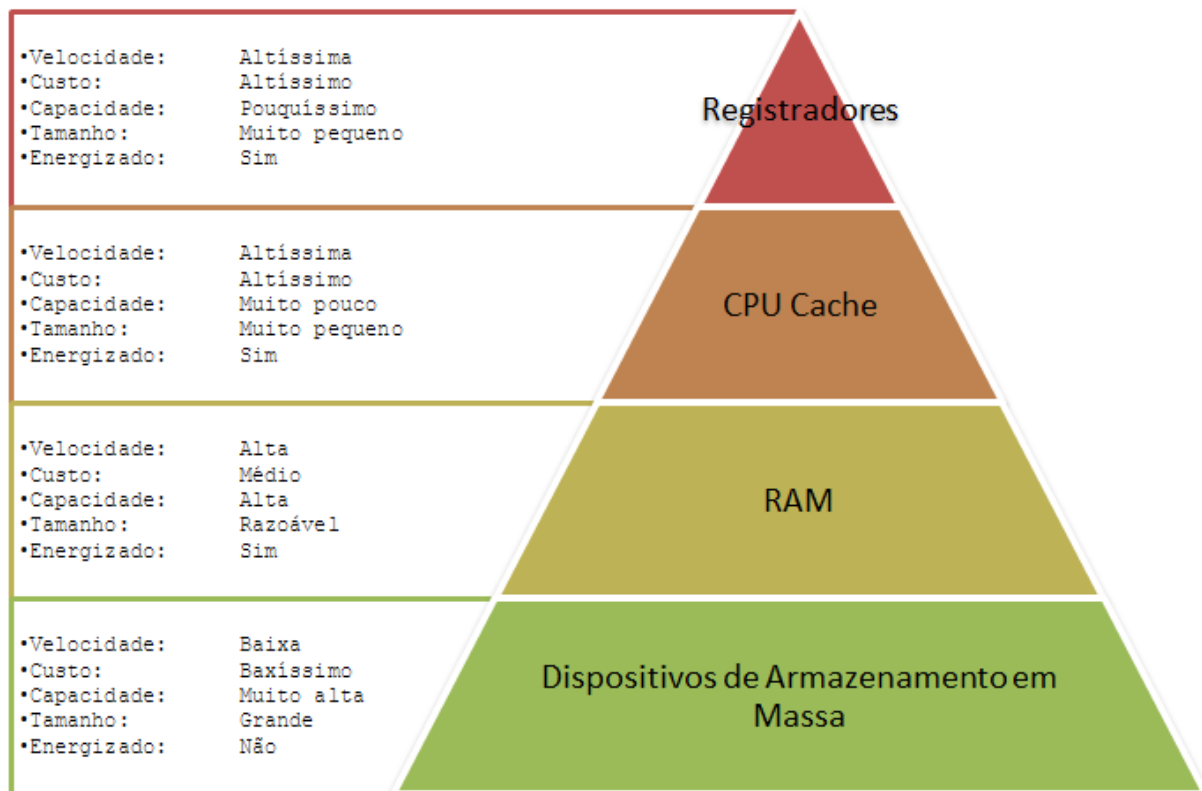 •Velocidade: Altíssima
•Custo: Altíssimo
•Capacidade: Pouquíssimo
•Tamanho: Muito pequeno
•Energizado: Sim
Registradores
•Velocidade: Altíssima
•Custo: Altíssimo
•Capacidade: Muito pouco
•Tamanho: Muito pequeno
•Energizado: Sim
CPU Cache
•Velocidade: Alta
•Custo: Médio
•Capacidade: Alta
•Tamanho: Razoável
•Energizado: Sim
RAM
•Velocidade: Baixa
•Custo: Baxíssimo
•Capacidade: Muito alta
•Tamanho: Grande
•Energizado: Não
Dispositivos de Armazenamento em
Massa